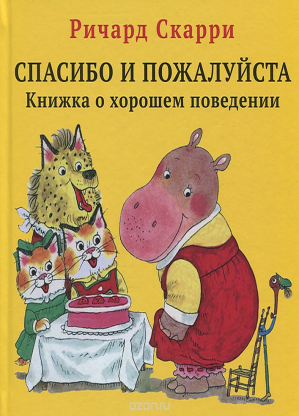 Ричард Скарри
СПАСИБО И ПОЖАЛУЙСТА
Книжка о хорошем поведении
ozon.ru